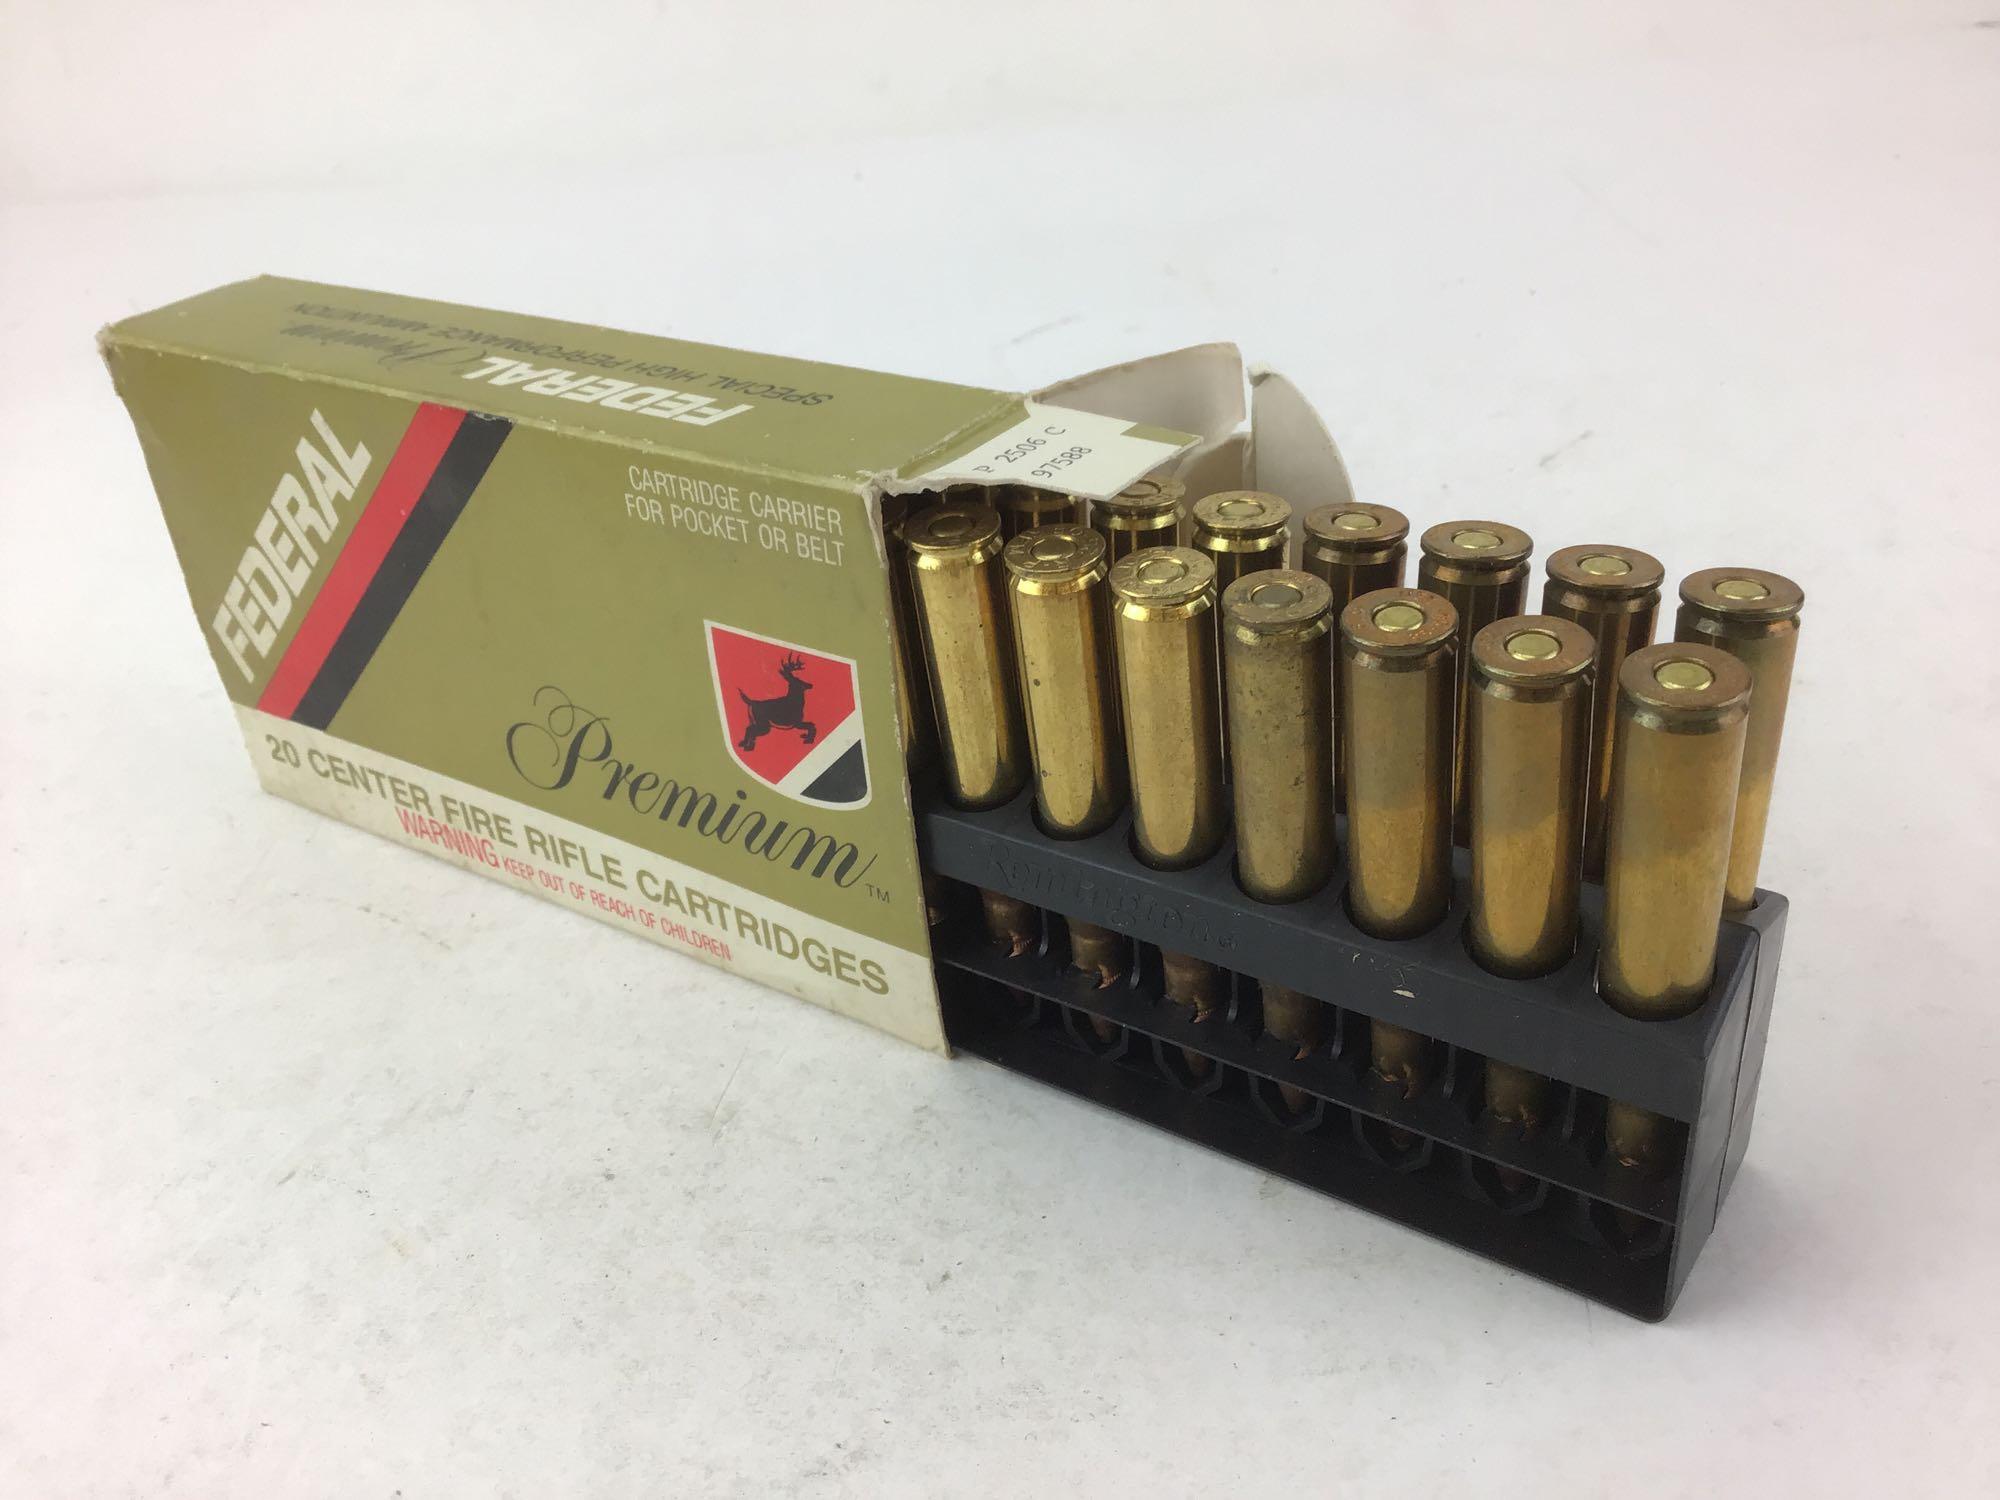 FEDERAL Premium
SPECIAL HIGH PERFORMANCE AMMUNITION
P 2506 C
97588
FEDERAL
CARTRIDGE CARRIER
FOR POCKET OR BELT
Premium™
20 CENTER FIRE RIFLE CARTRIDGES
WARNING KEEP OUT OF REACH OF CHILDREN
Remington®